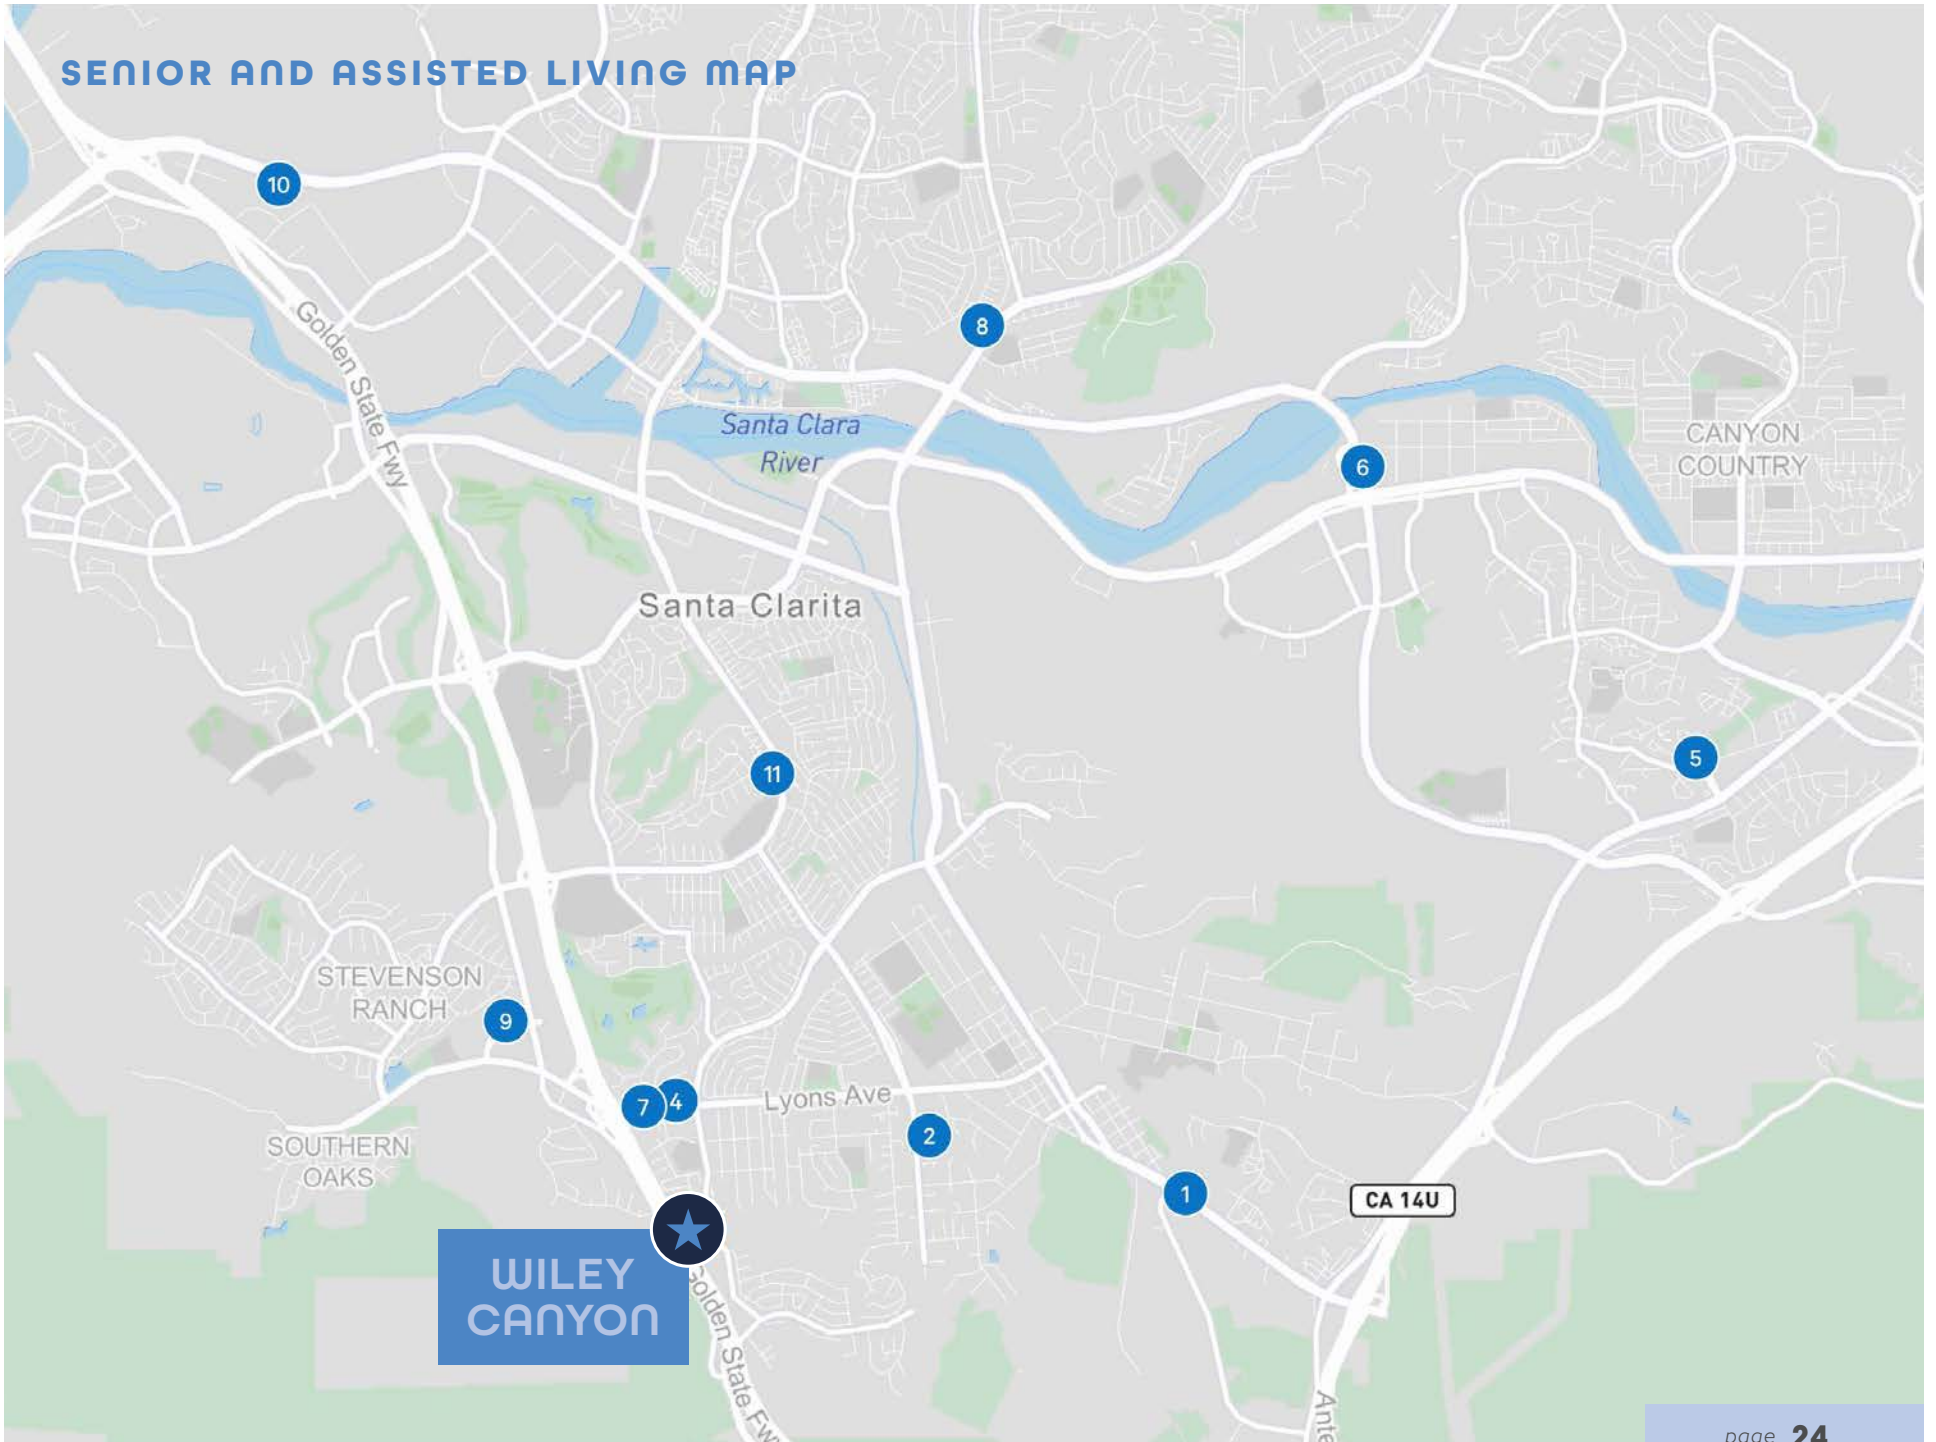 SENIOR AND ASSISTED LIVING MAP
10
8
Golden State Fwy
Santa Clara
River
CANYON
COUNTRY
6
Santa Clarita
5
11
STEVENSON
RANCH
9
7
4
Lyons Ave
2
SOUTHERN
OAKS
1
CA 14U
WILEY
CANYON
Golden State Fwy
Ante
page 24